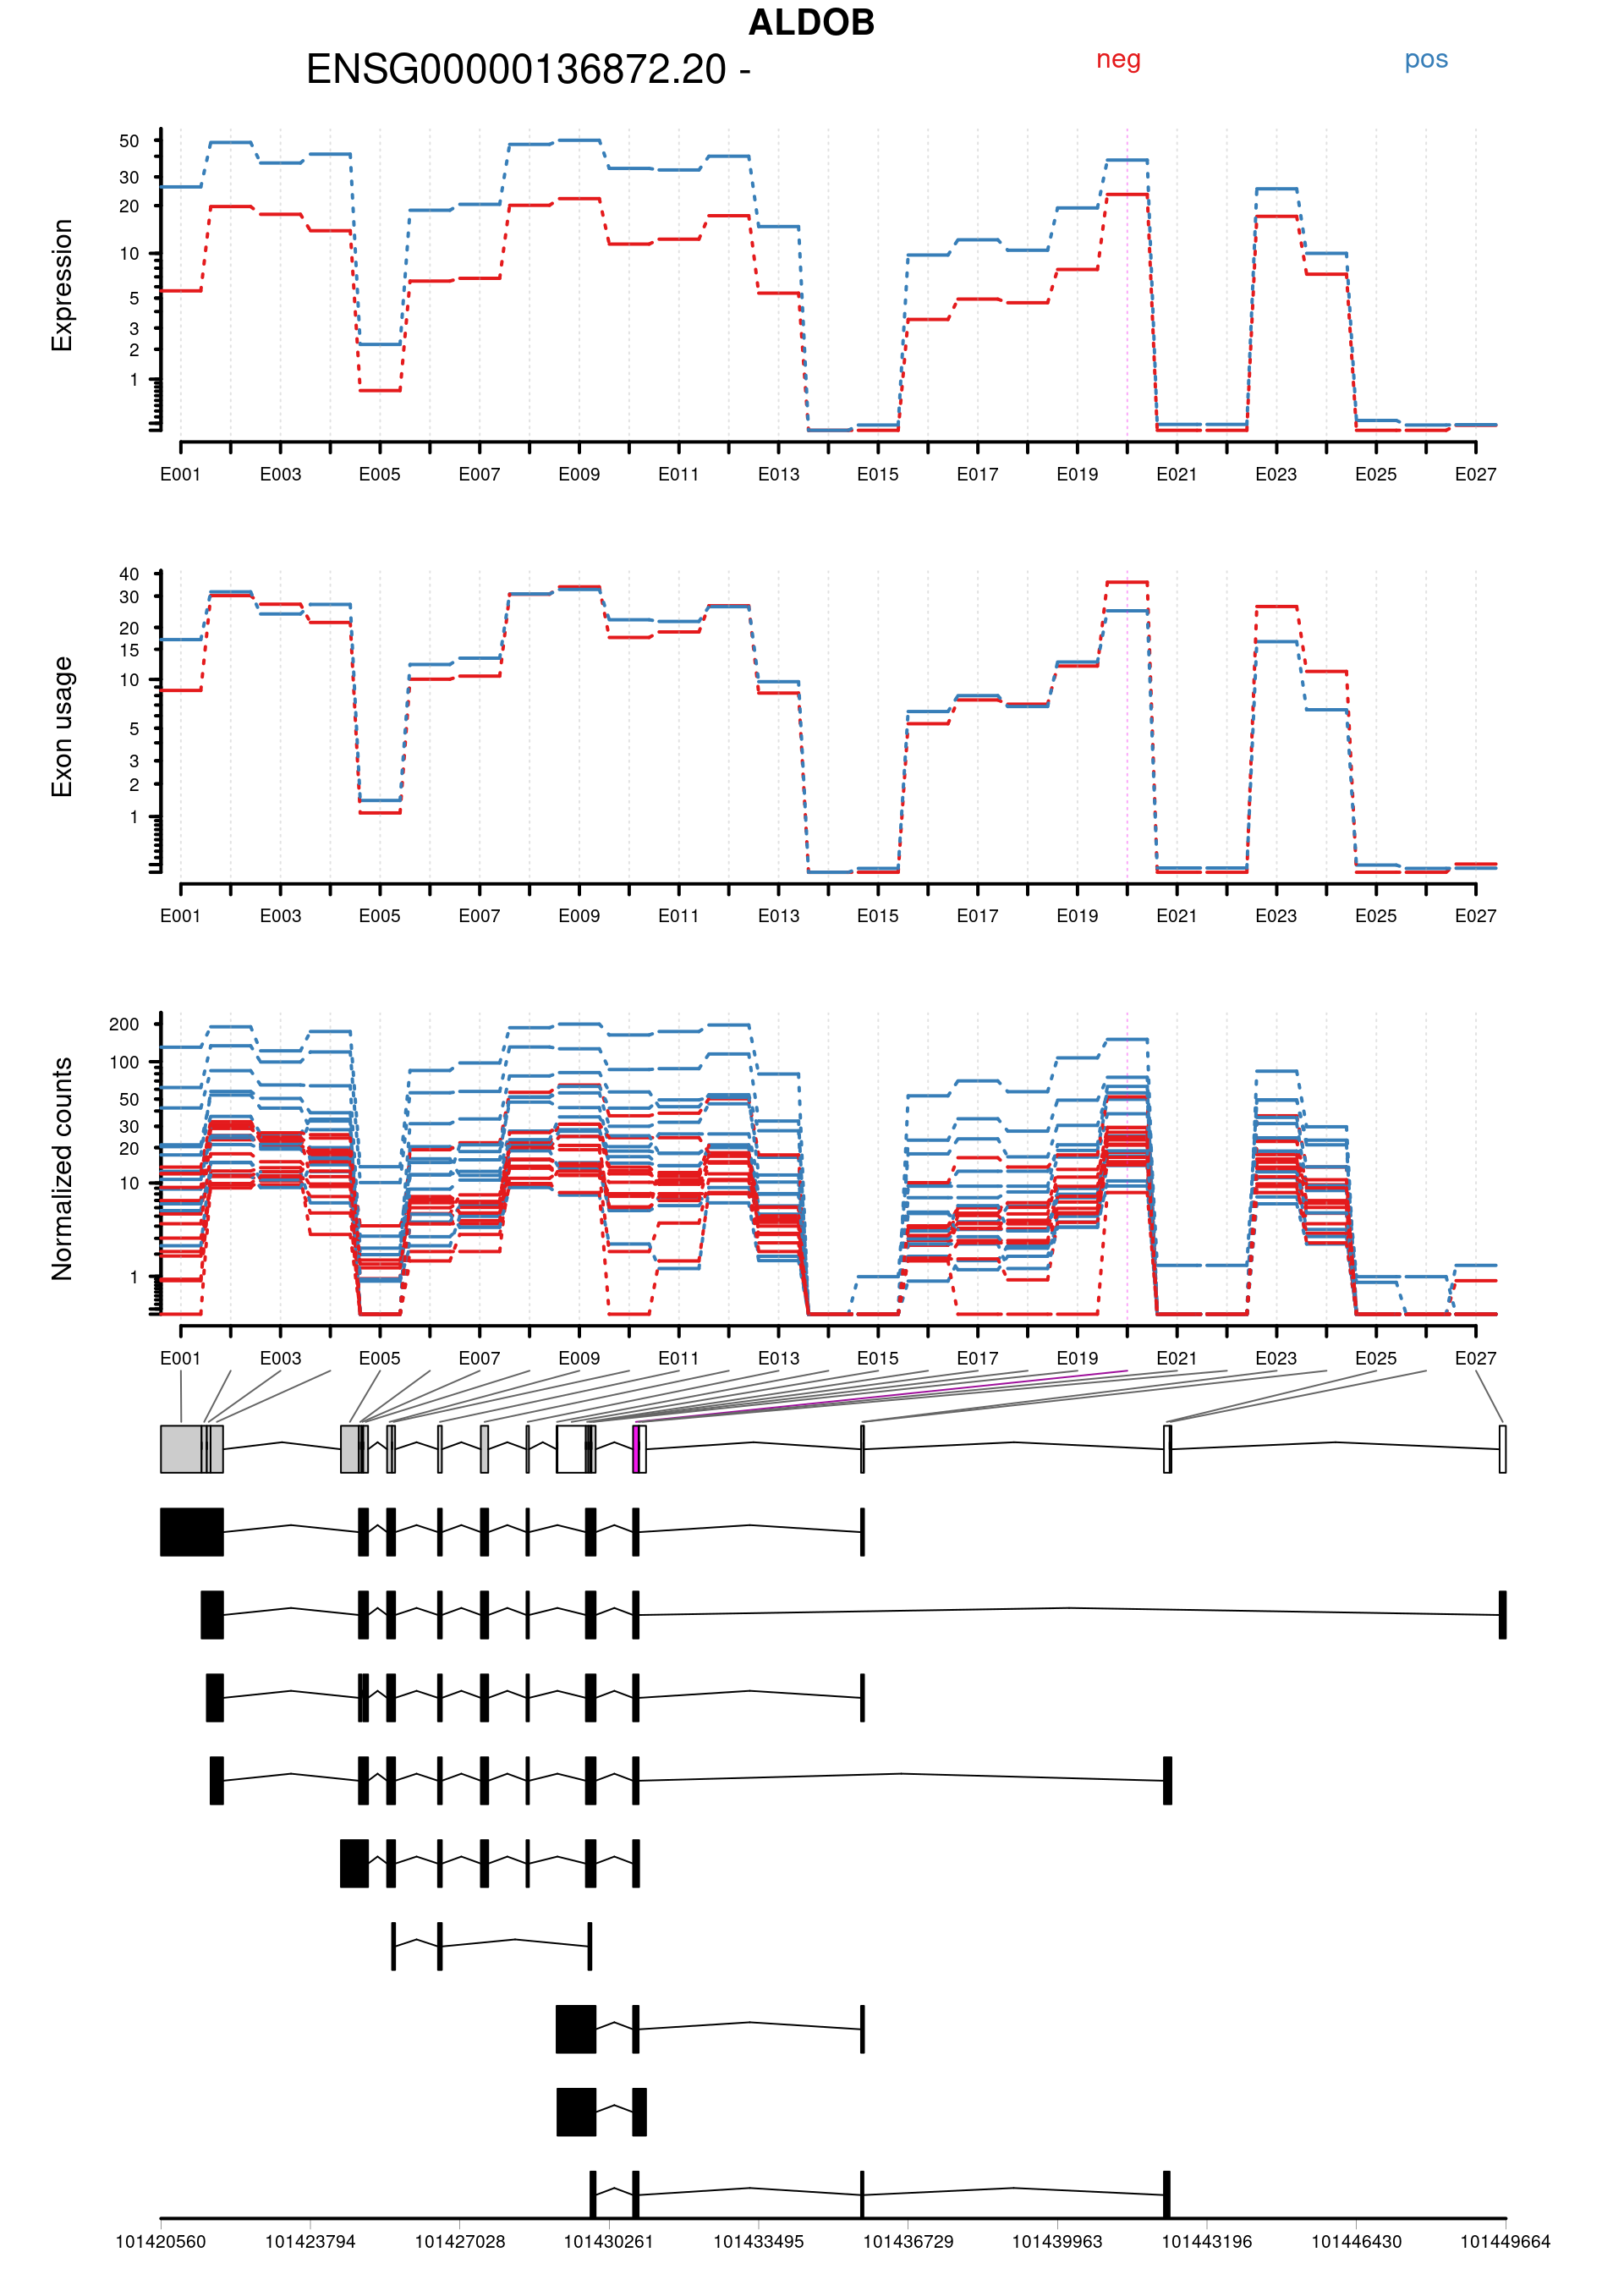 ALDOB
ENSG00000136872.20 -
neg
pos
Expression
50
30
20
10
5
3
2
1
E001 E003 E005 E007 E009 E011 E013 E015 E017 E019 E021 E023 E025 E027
Exon usage
40
30
20
15
10
5
3
2
1
E001 E003 E005 E007 E009 E011 E013 E015 E017 E019 E021 E023 E025 E027
Normalized counts
200
100
50
30
20
10
1
E001 E003 E005 E007 E009 E011 E013 E015 E017 E019 E021 E023 E025 E027
101420560 101423794 101427028 101430261 101433495 101436729 101439963 101443196 101446430 101449664